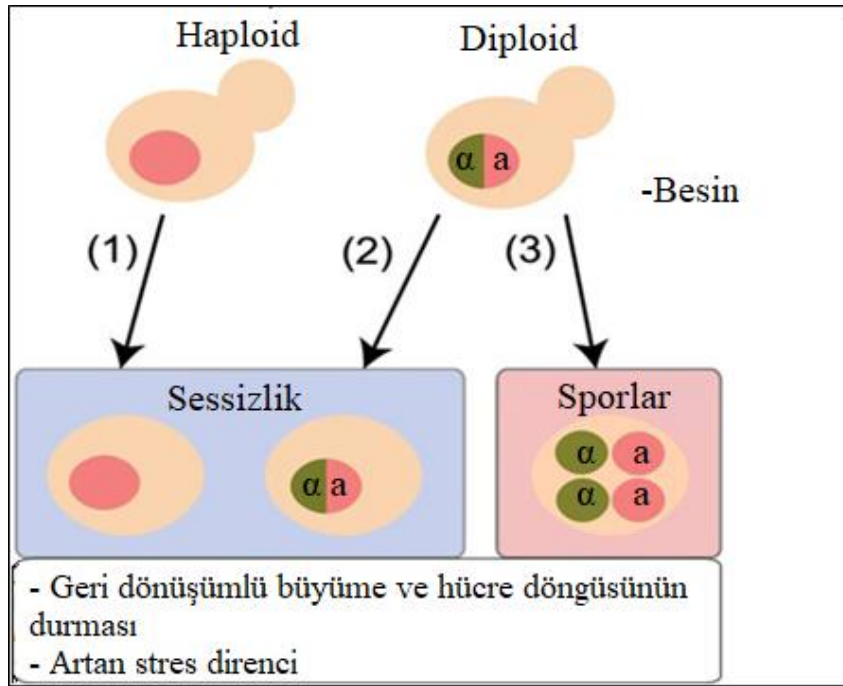 Haploid Diploid
α a
-Besin
(1) (2) (3)
Sessizlik Sporlar
α a α a
α a
- Geri dönüşümlü büyüme ve hücre döngüsünün
durması
- Artan stres direnci